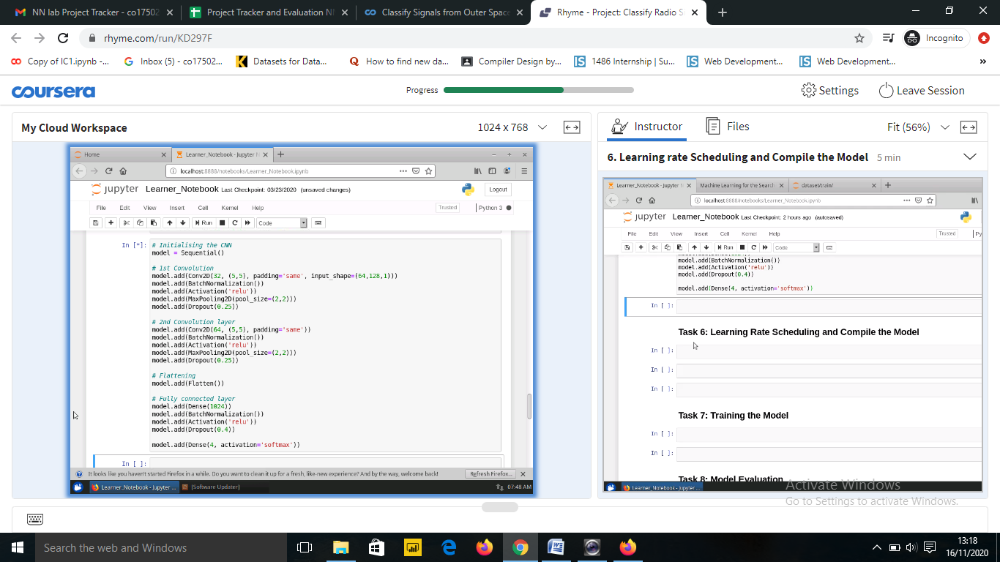 NN lab Project Tracker - co17502
Project Tracker and Evaluation NN
Classify Signals from Outer Space
Rhyme - Project: Classify Radio S
rhyme.com/run/KD297F
Incognito
Copy of IC1.ipynb -...
Inbox (5) - co17502...
Datasets for Data...
How to find new da...
Compiler Design by...
1486 Internship | Su...
Web Development...
Web Development...
»
coursera
Progress
Settings
Leave Session
My Cloud Workspace
1024 x 768
Instructor
Files
Fit (56%)
6. Learning rate Scheduling and Compile the Model 5 min
Home
Learner_Notebook - Jupyter N
localhost:8888/notebooks/Learner_Notebook.ipynb
jupyter Learner_Notebook Last Checkpoint: 03/23/2020 (unsaved changes)
Logout
File Edit View Insert Cell Kernel Help
Trusted
Python 3
Run
Code
In [*]:
# Initialising the CNN
model = Sequential()
# 1st Convolution
model.add(Conv2D(32, (5,5), padding='same', input_shape=(64,128,1)))
model.add(BatchNormalization())
model.add(Activation('relu'))
model.add(MaxPooling2D(pool_size=(2,2)))
model.add(Dropout(0.25))
# 2nd Convolution layer
model.add(Conv2D(64, (5,5), padding='same'))
model.add(BatchNormalization())
model.add(Activation('relu'))
model.add(MaxPooling2D(pool_size=(2,2)))
model.add(Dropout(0.25))
# Flattening
model.add(Flatten())
# Fully connected layer
model.add(Dense(1024))
model.add(BatchNormalization())
model.add(Activation('relu'))
model.add(Dropout(0.4))
model.add(Dense(4, activation='softmax'))
In [ ]:
It looks like you haven't started Firefox in a while. Do you want to clean it up for a fresh, like-new experience? And by the way, welcome back!
Refresh Firefox...
Learner_Notebook - Jupyter ...
[Software Updater]
07:48 AM
Learner_Notebook - Jupyter N
Machine Learning for the Search
dataset/train/
localhost:8888/notebooks/Learner_Notebook.ipynb
jupyter Learner_Notebook Last Checkpoint: 2 hours ago (autosaved)
File Edit View Insert Cell Kernel Help
Trusted
Py
Run
Code
model.add(BatchNormalization())
model.add(Activation('relu'))
model.add(Dropout(0.4))
model.add(Dense(4, activation='softmax'))
In [ ]:
Task 6: Learning Rate Scheduling and Compile the Model
In [ ]:
In [ ]:
In [ ]:
Task 7: Training the Model
In [ ]:
In [ ]:
Task 8: Model Evaluation
Learner_Notebook - Jupyter ...
Activate Windows
Go to Settings to activate Windows.
Search the web and Windows
13:18
16/11/2020